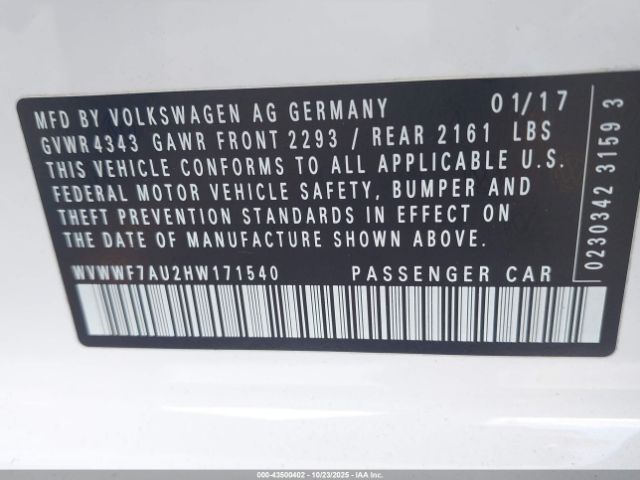 MFD BY VOLKSWAGEN AG GERMANY 01/17
GVWR 4343 GAWR FRONT 2293 / REAR 2161 LBS
THIS VEHICLE CONFORMS TO ALL APPLICABLE U.S.
FEDERAL MOTOR VEHICLE SAFETY, BUMPER AND
THEFT PREVENTION STANDARDS IN EFFECT ON
THE DATE OF MANUFACTURE SHOWN ABOVE.
WVWWF7AU2HW171540 PASSENGER CAR
0230342 3159 3
000-43500402 - 10/23/2025 - IAA Inc.